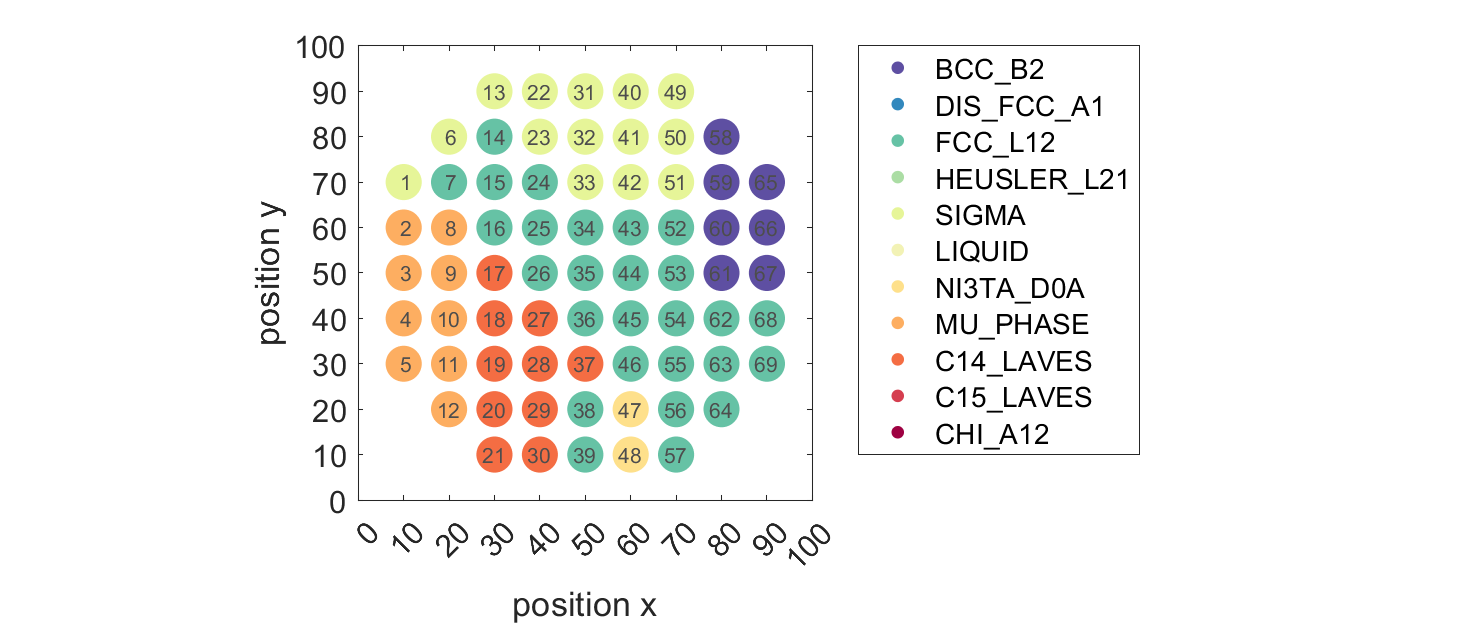 100
90
80
70
60
50
40
30
20
10
0
position y
13 22 31 40 49
6 14 23 32 41 50 58
1 7 15 24 33 42 51 59 65
2 8 16 25 34 43 52 60 66
3 9 17 26 35 44 53 61 67
4 10 18 27 36 45 54 62 68
5 11 19 28 37 46 55 63 69
12 20 29 38 47 56 64
21 30 39 48 57
0 10 20 30 40 50 60 70 80 90 100
position x
BCC_B2
DIS_FCC_A1
FCC_L12
HEUSLER_L21
SIGMA
LIQUID
NI3TA_D0A
MU_PHASE
C14_LAVES
C15_LAVES
CHI_A12